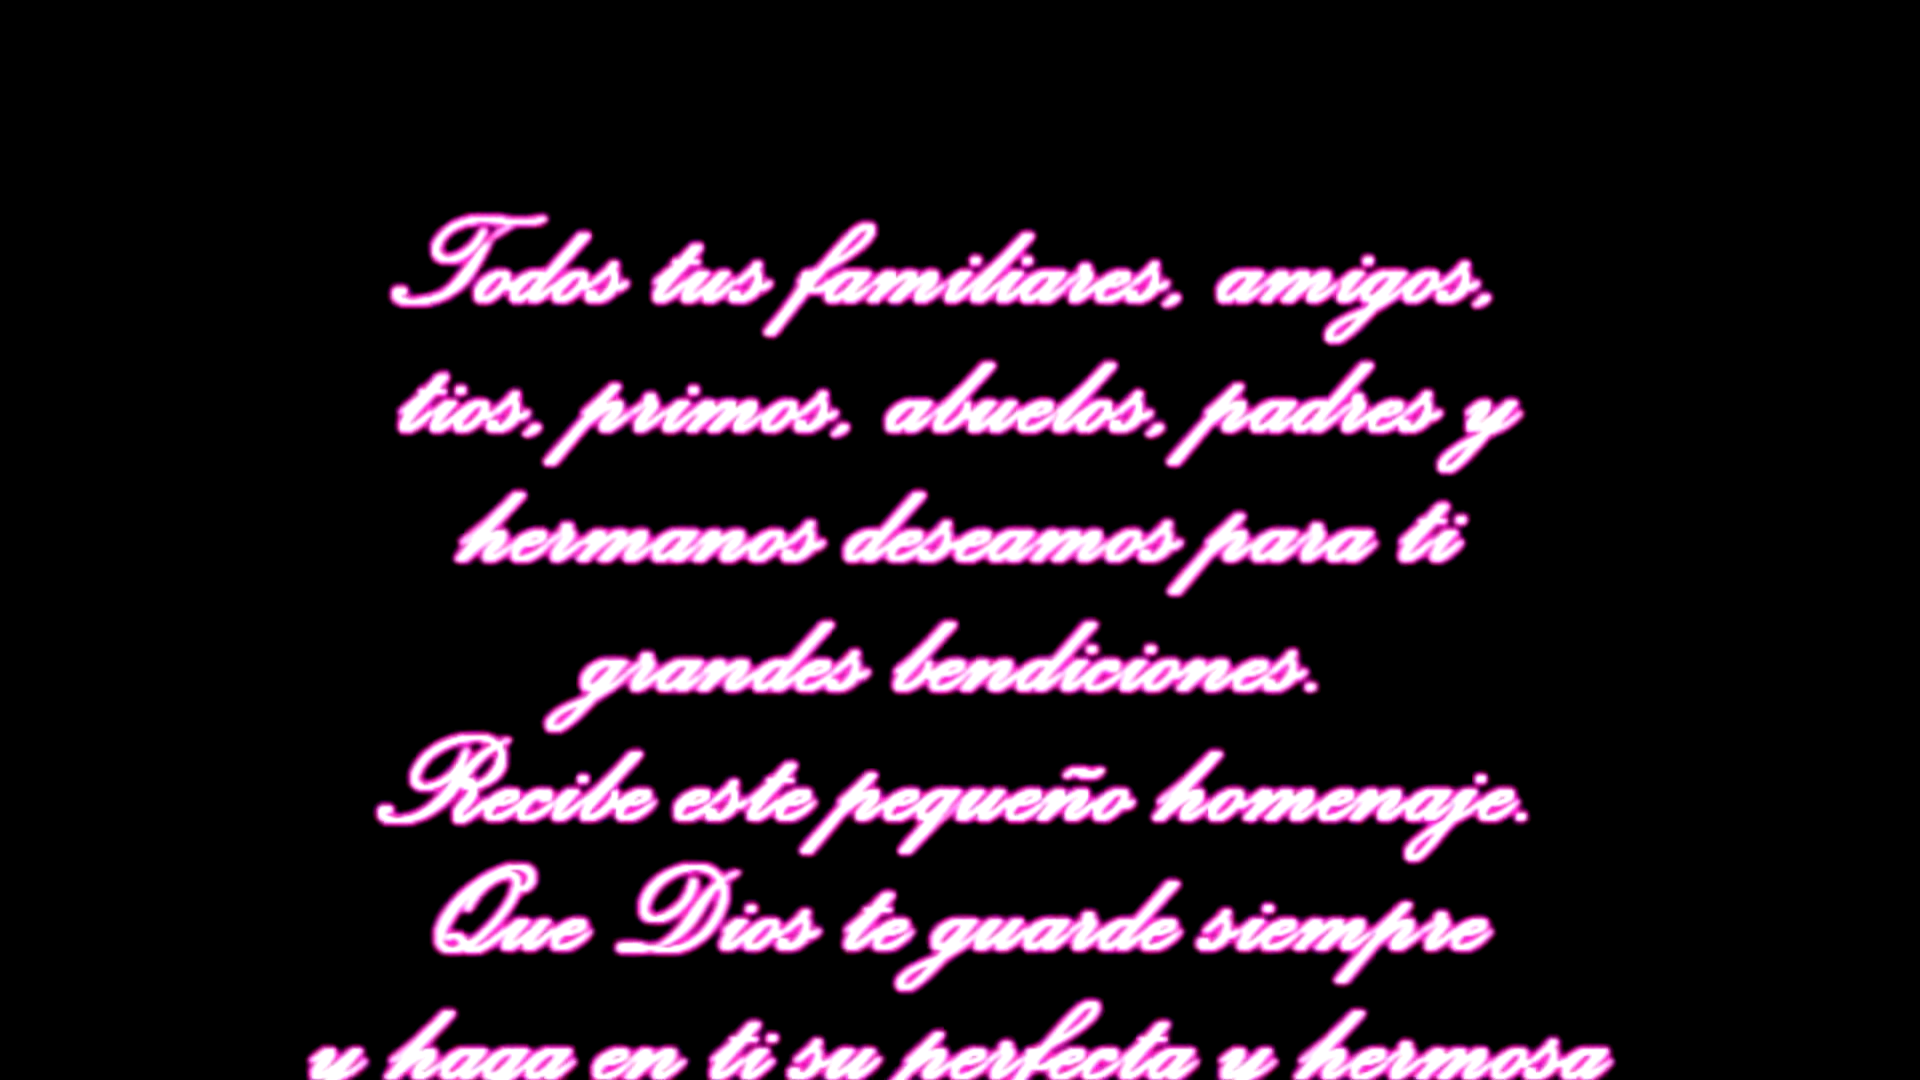 Todos tus familiares, amigos,
tios, primos, abuelos, padres y
hermanos deseamos para ti
grandes bendiciones.
Recibe este pequeño homenaje.
Que Dios te guarde siempre
y haga en ti su perfecta y hermosa